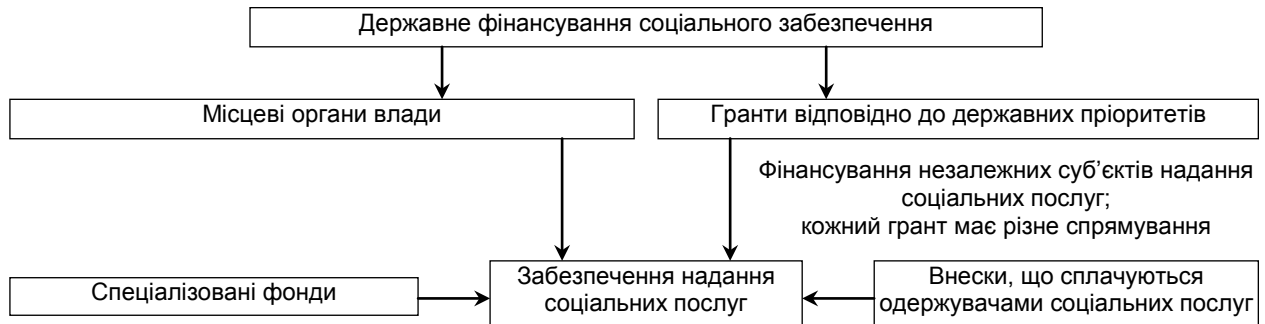 Державне фінансування соціального забезпечення
Місцеві органи влади
Гранти відповідно до державних пріоритетів
Фінансування незалежних суб’єктів надання
соціальних послуг;
кожний грант має різне спрямування
Спеціалізовані фонди
Забезпечення надання
соціальних послуг
Внески, що сплачуються
одержувачами соціальних послуг